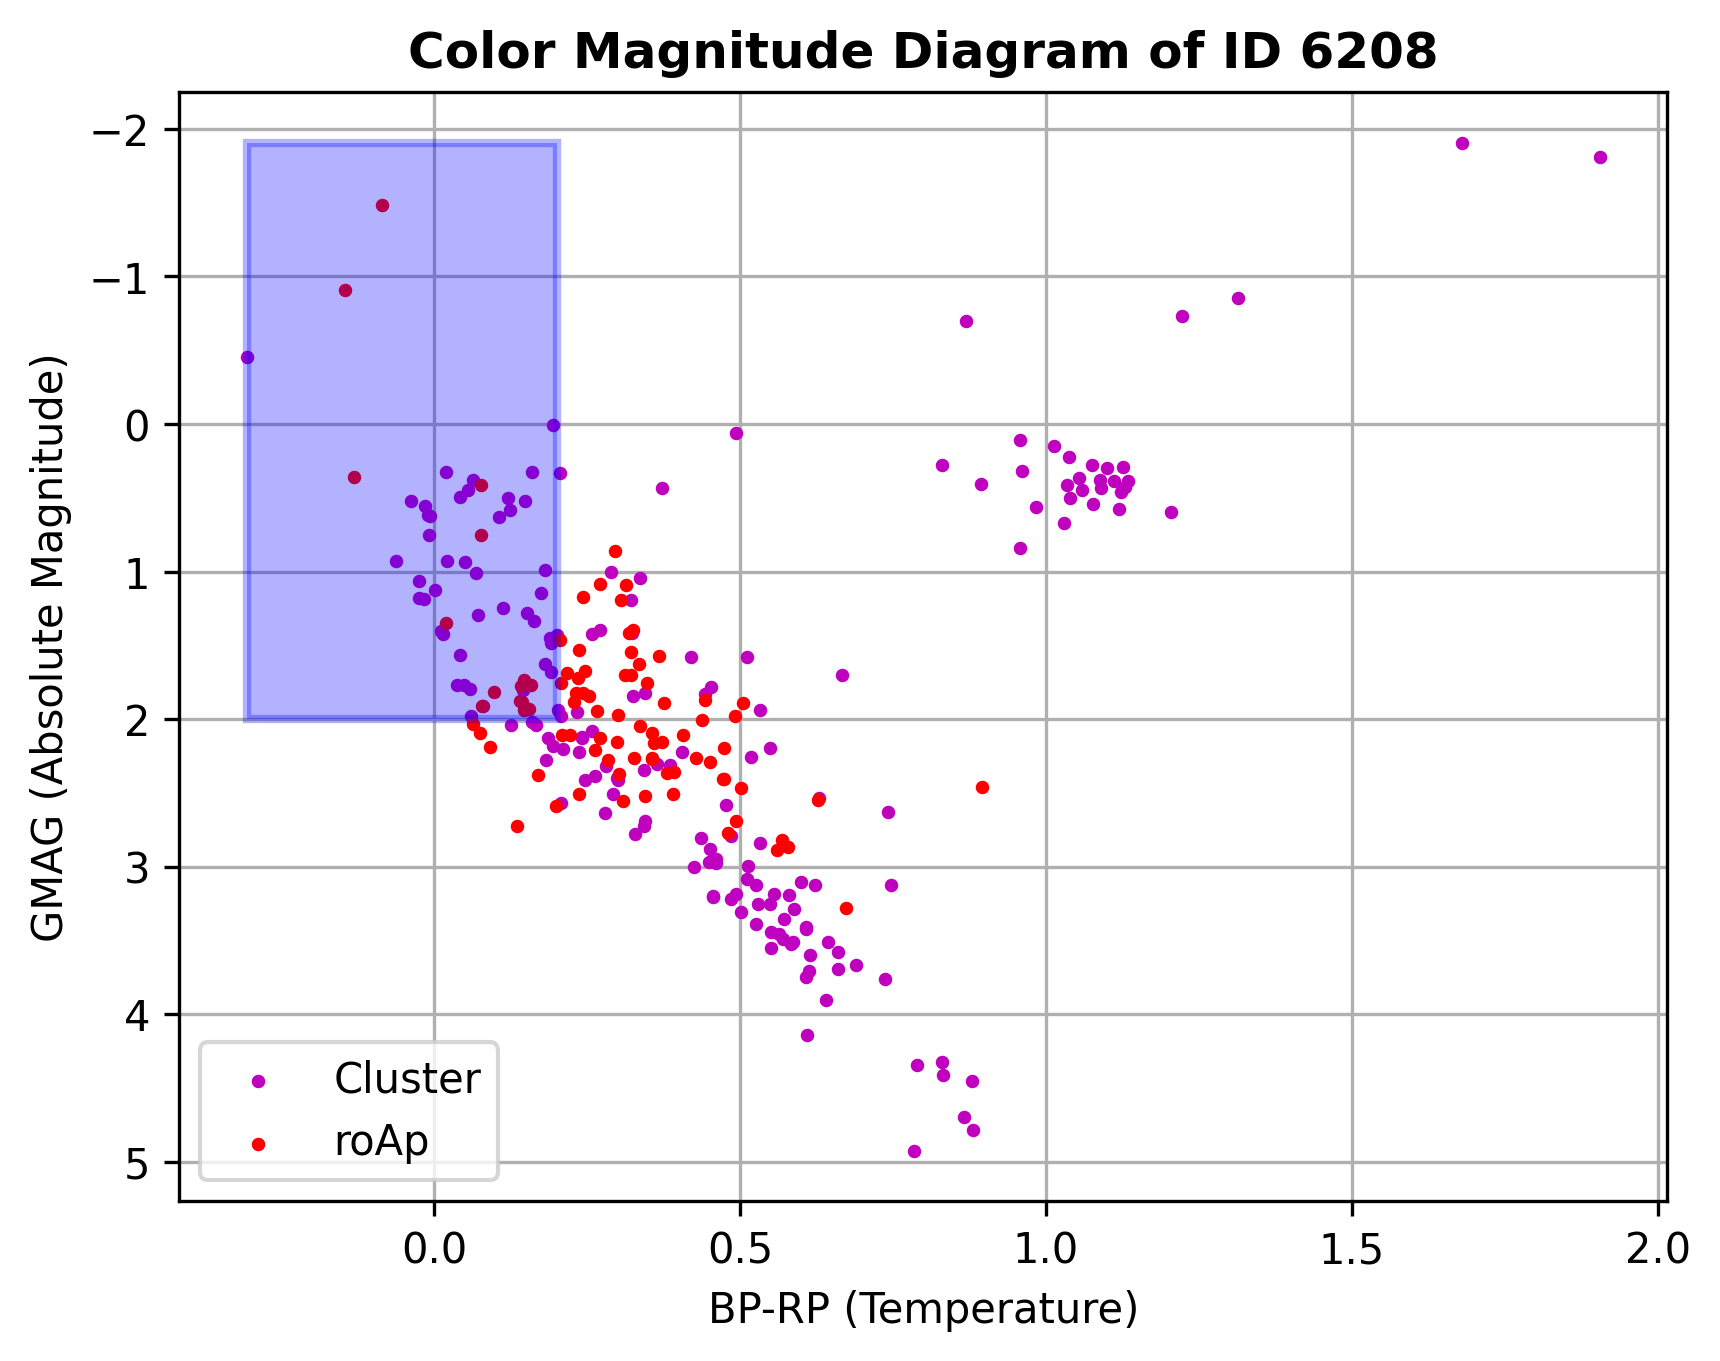 Color Magnitude Diagram of ID 6208
GMAG (Absolute Magnitude)
−2
−1
0
1
2
3
4
5
Cluster
roAp
0.0 0.5 1.0 1.5 2.0
BP-RP (Temperature)